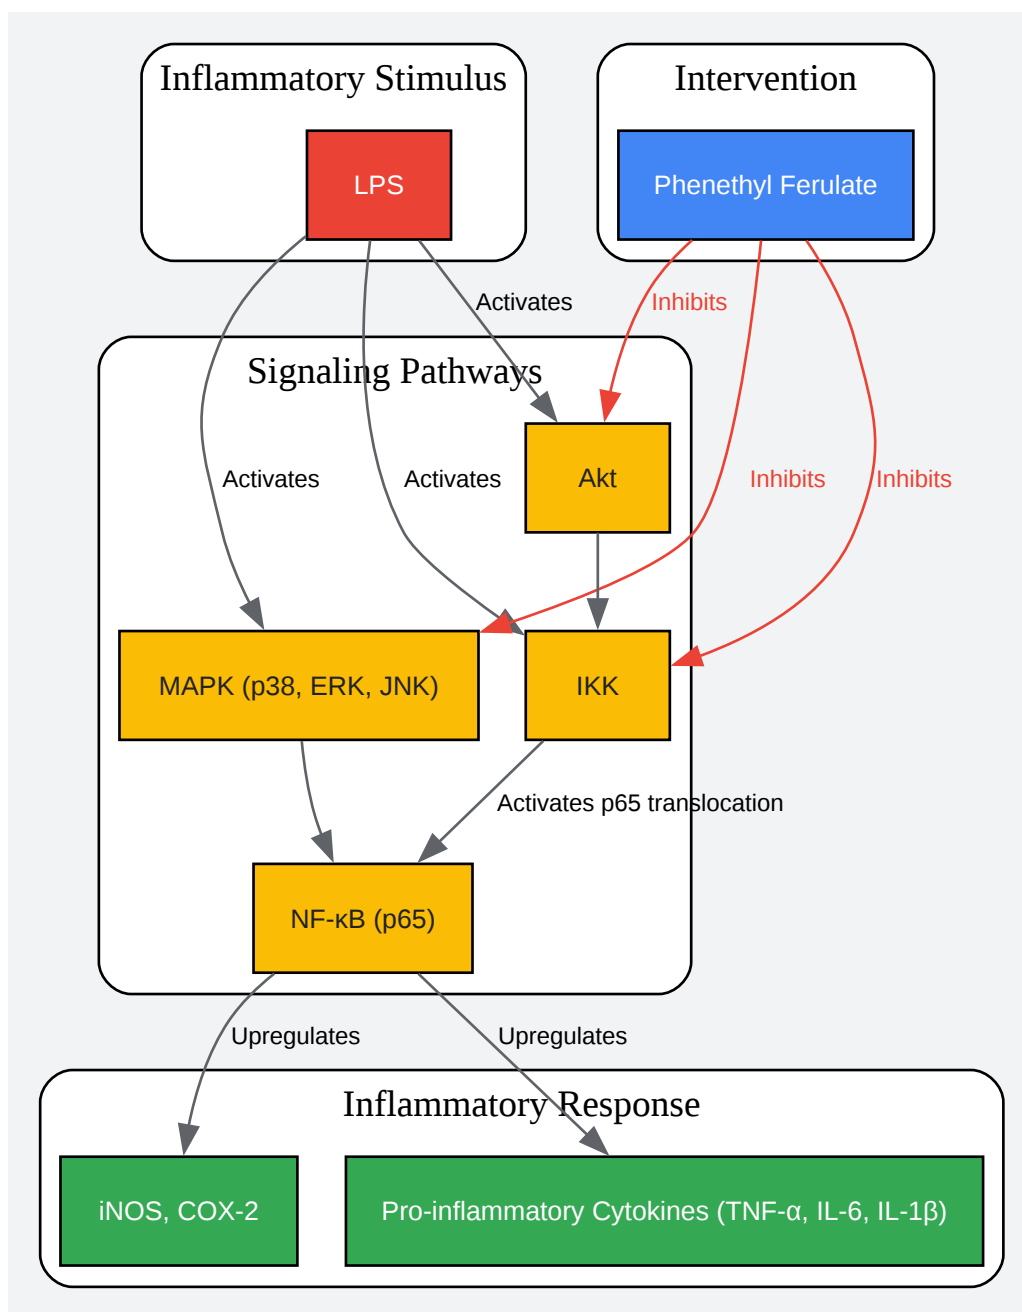 Inflammatory Stimulus
Intervention
LPS
Phenethyl Ferulate
Activates
Inhibits
Signaling Pathways
Activates
Activates
Akt
Inhibits
Inhibits
MAPK (p38, ERK, JNK)
IKK
Activates p65 translocation
NF-κB (p65)
Upregulates
Upregulates
Inflammatory Response
iNOS, COX-2
Pro-inflammatory Cytokines (TNF-α, IL-6, IL-1β)